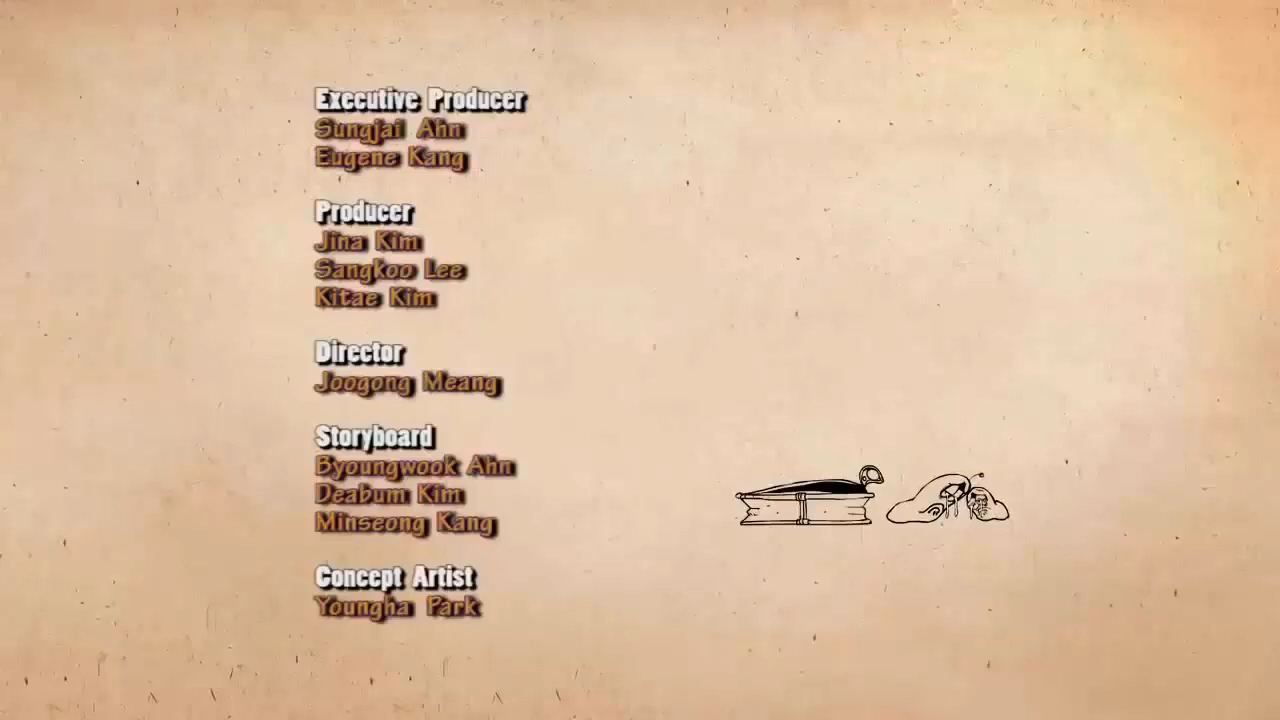 Executive Producer
Sungjai Ahn
Eugene Kang
Producer
Jina Kim
Sangkoo Lee
Kitae Kim
Director
Joogong Meang
Storyboard
Byoungwook Ahn
Deabum Kim
Minseong Kang
Concept Artist
Youngha Park